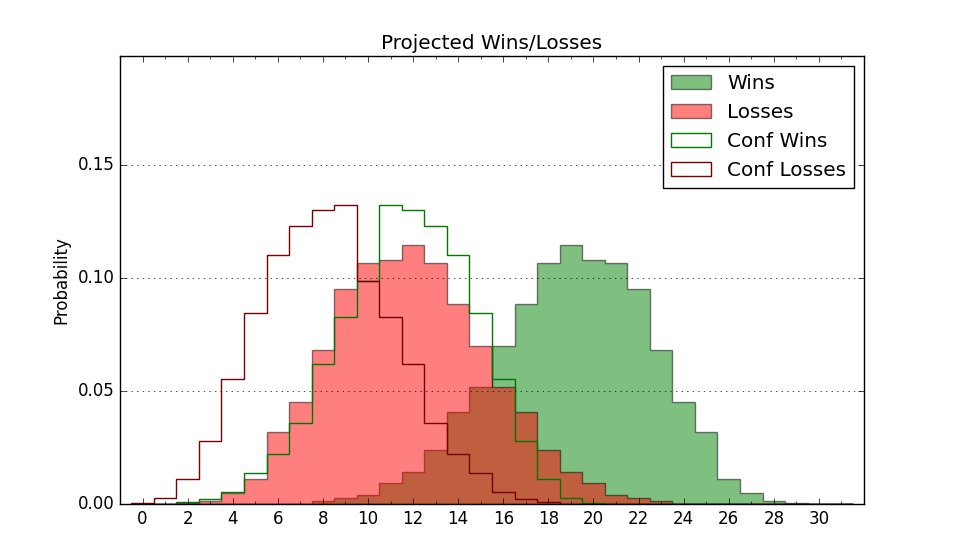 Projected Wins/Losses
Wins
Losses
Conf Wins
Conf Losses
Probability
0.15
0.10
0.05
0.00
0 2 4 6 8 10 12 14 16 18 20 22 24 26 28 30